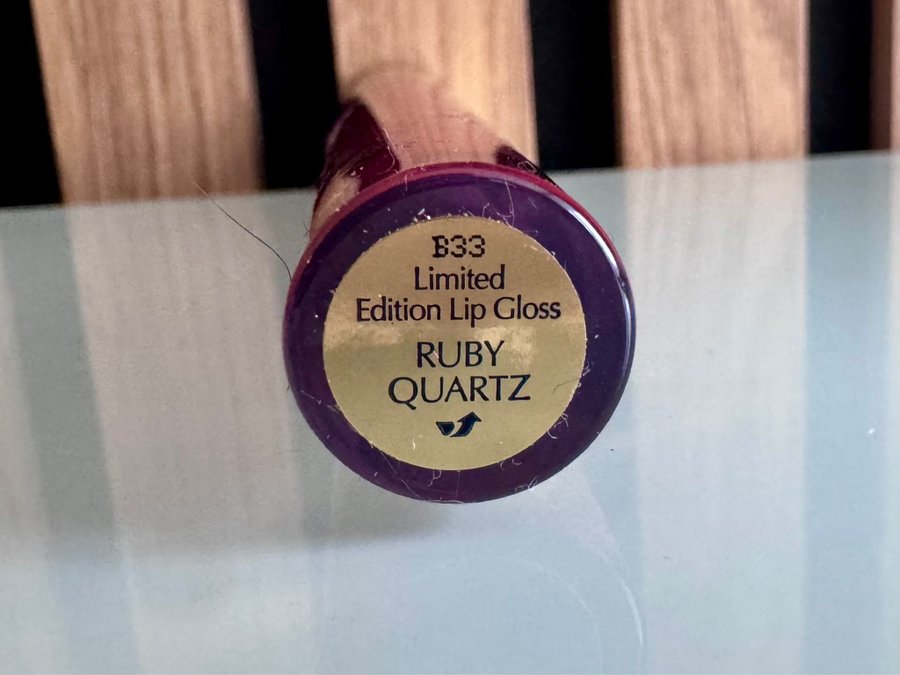 B33
Limited
Edition Lip Gloss
RUBY
QUARTZ